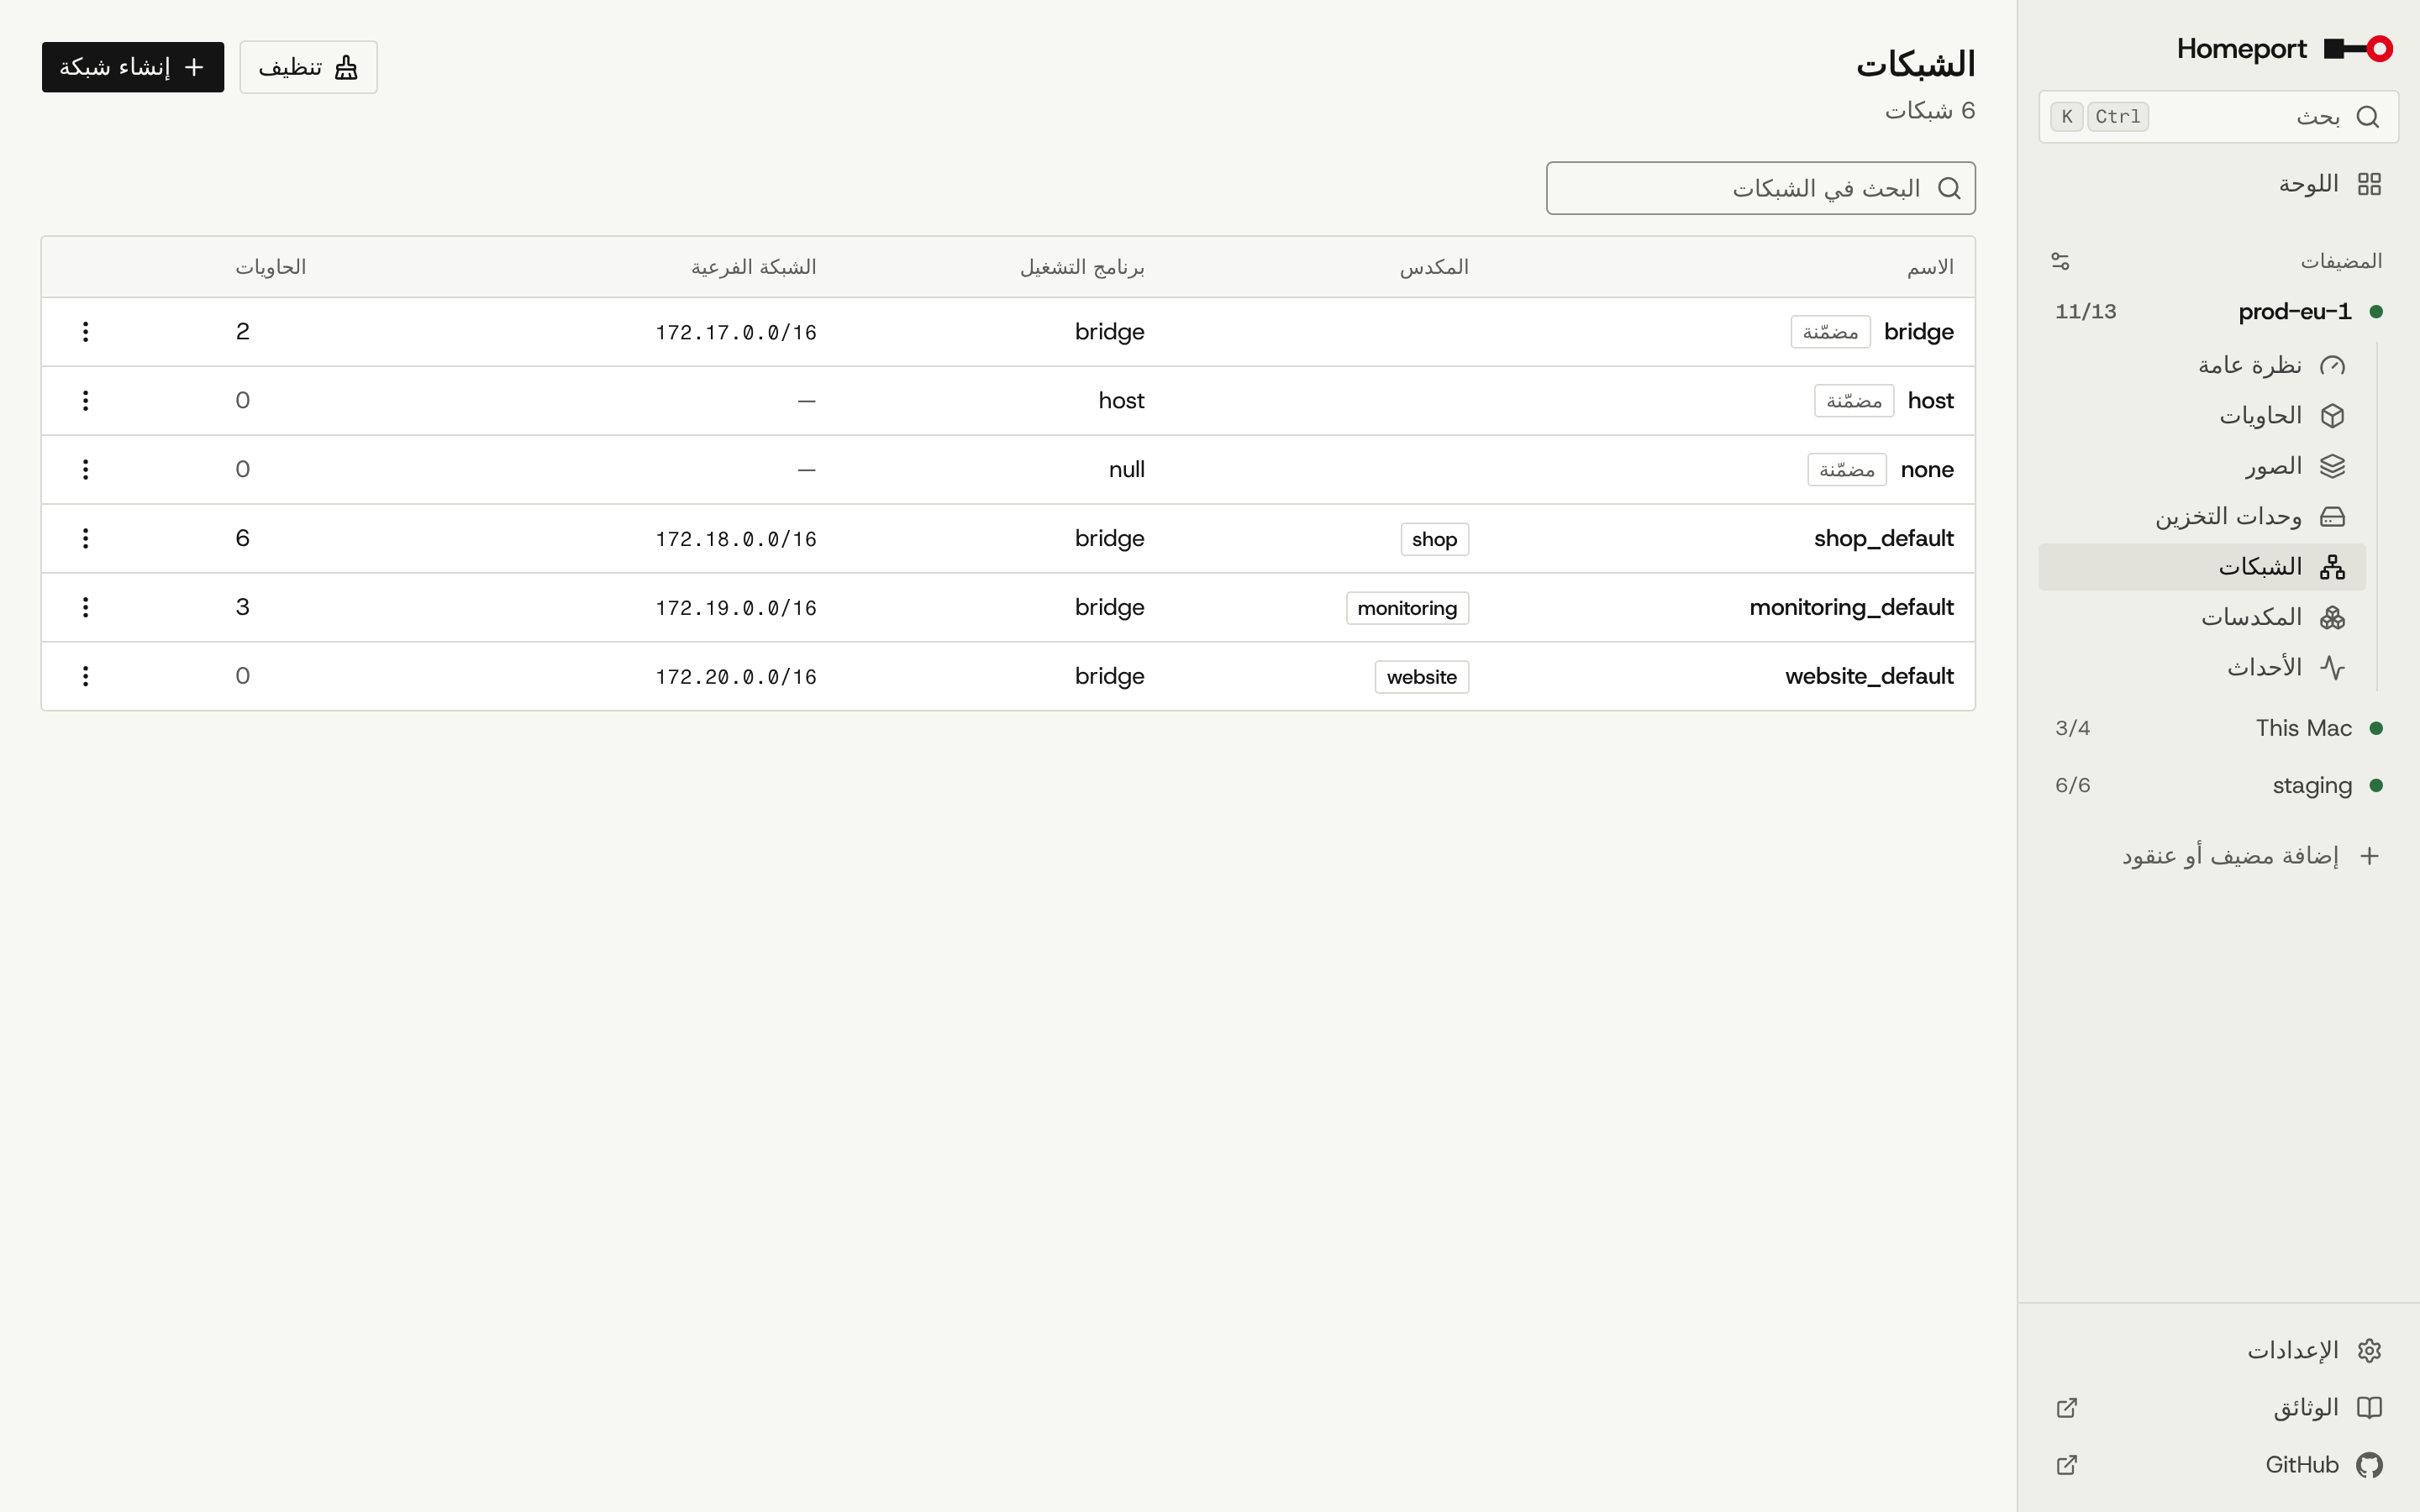 Homeport
بحث
Ctrl K
اللوحة
المضيفات
prod-eu-1 11/13
نظرة عامة
الحاويات
الصور
وحدات التخزين
الشبكات
المكدسات
الأحداث
This Mac 3/4
staging 6/6
إضافة مضيف أو عنقود
الإعدادات
الوثائق
GitHub
الشبكات
6 شبكات
تنظيف
إنشاء شبكة
البحث في الشبكات
الاسم المكدس برنامج التشغيل الشبكة الفرعية الحاويات
bridge مضمّنة bridge 172.17.0.0/16 2
host مضمّنة host — 0
none مضمّنة null — 0
shop_default shop bridge 172.18.0.0/16 6
monitoring_default monitoring bridge 172.19.0.0/16 3
website_default website bridge 172.20.0.0/16 0